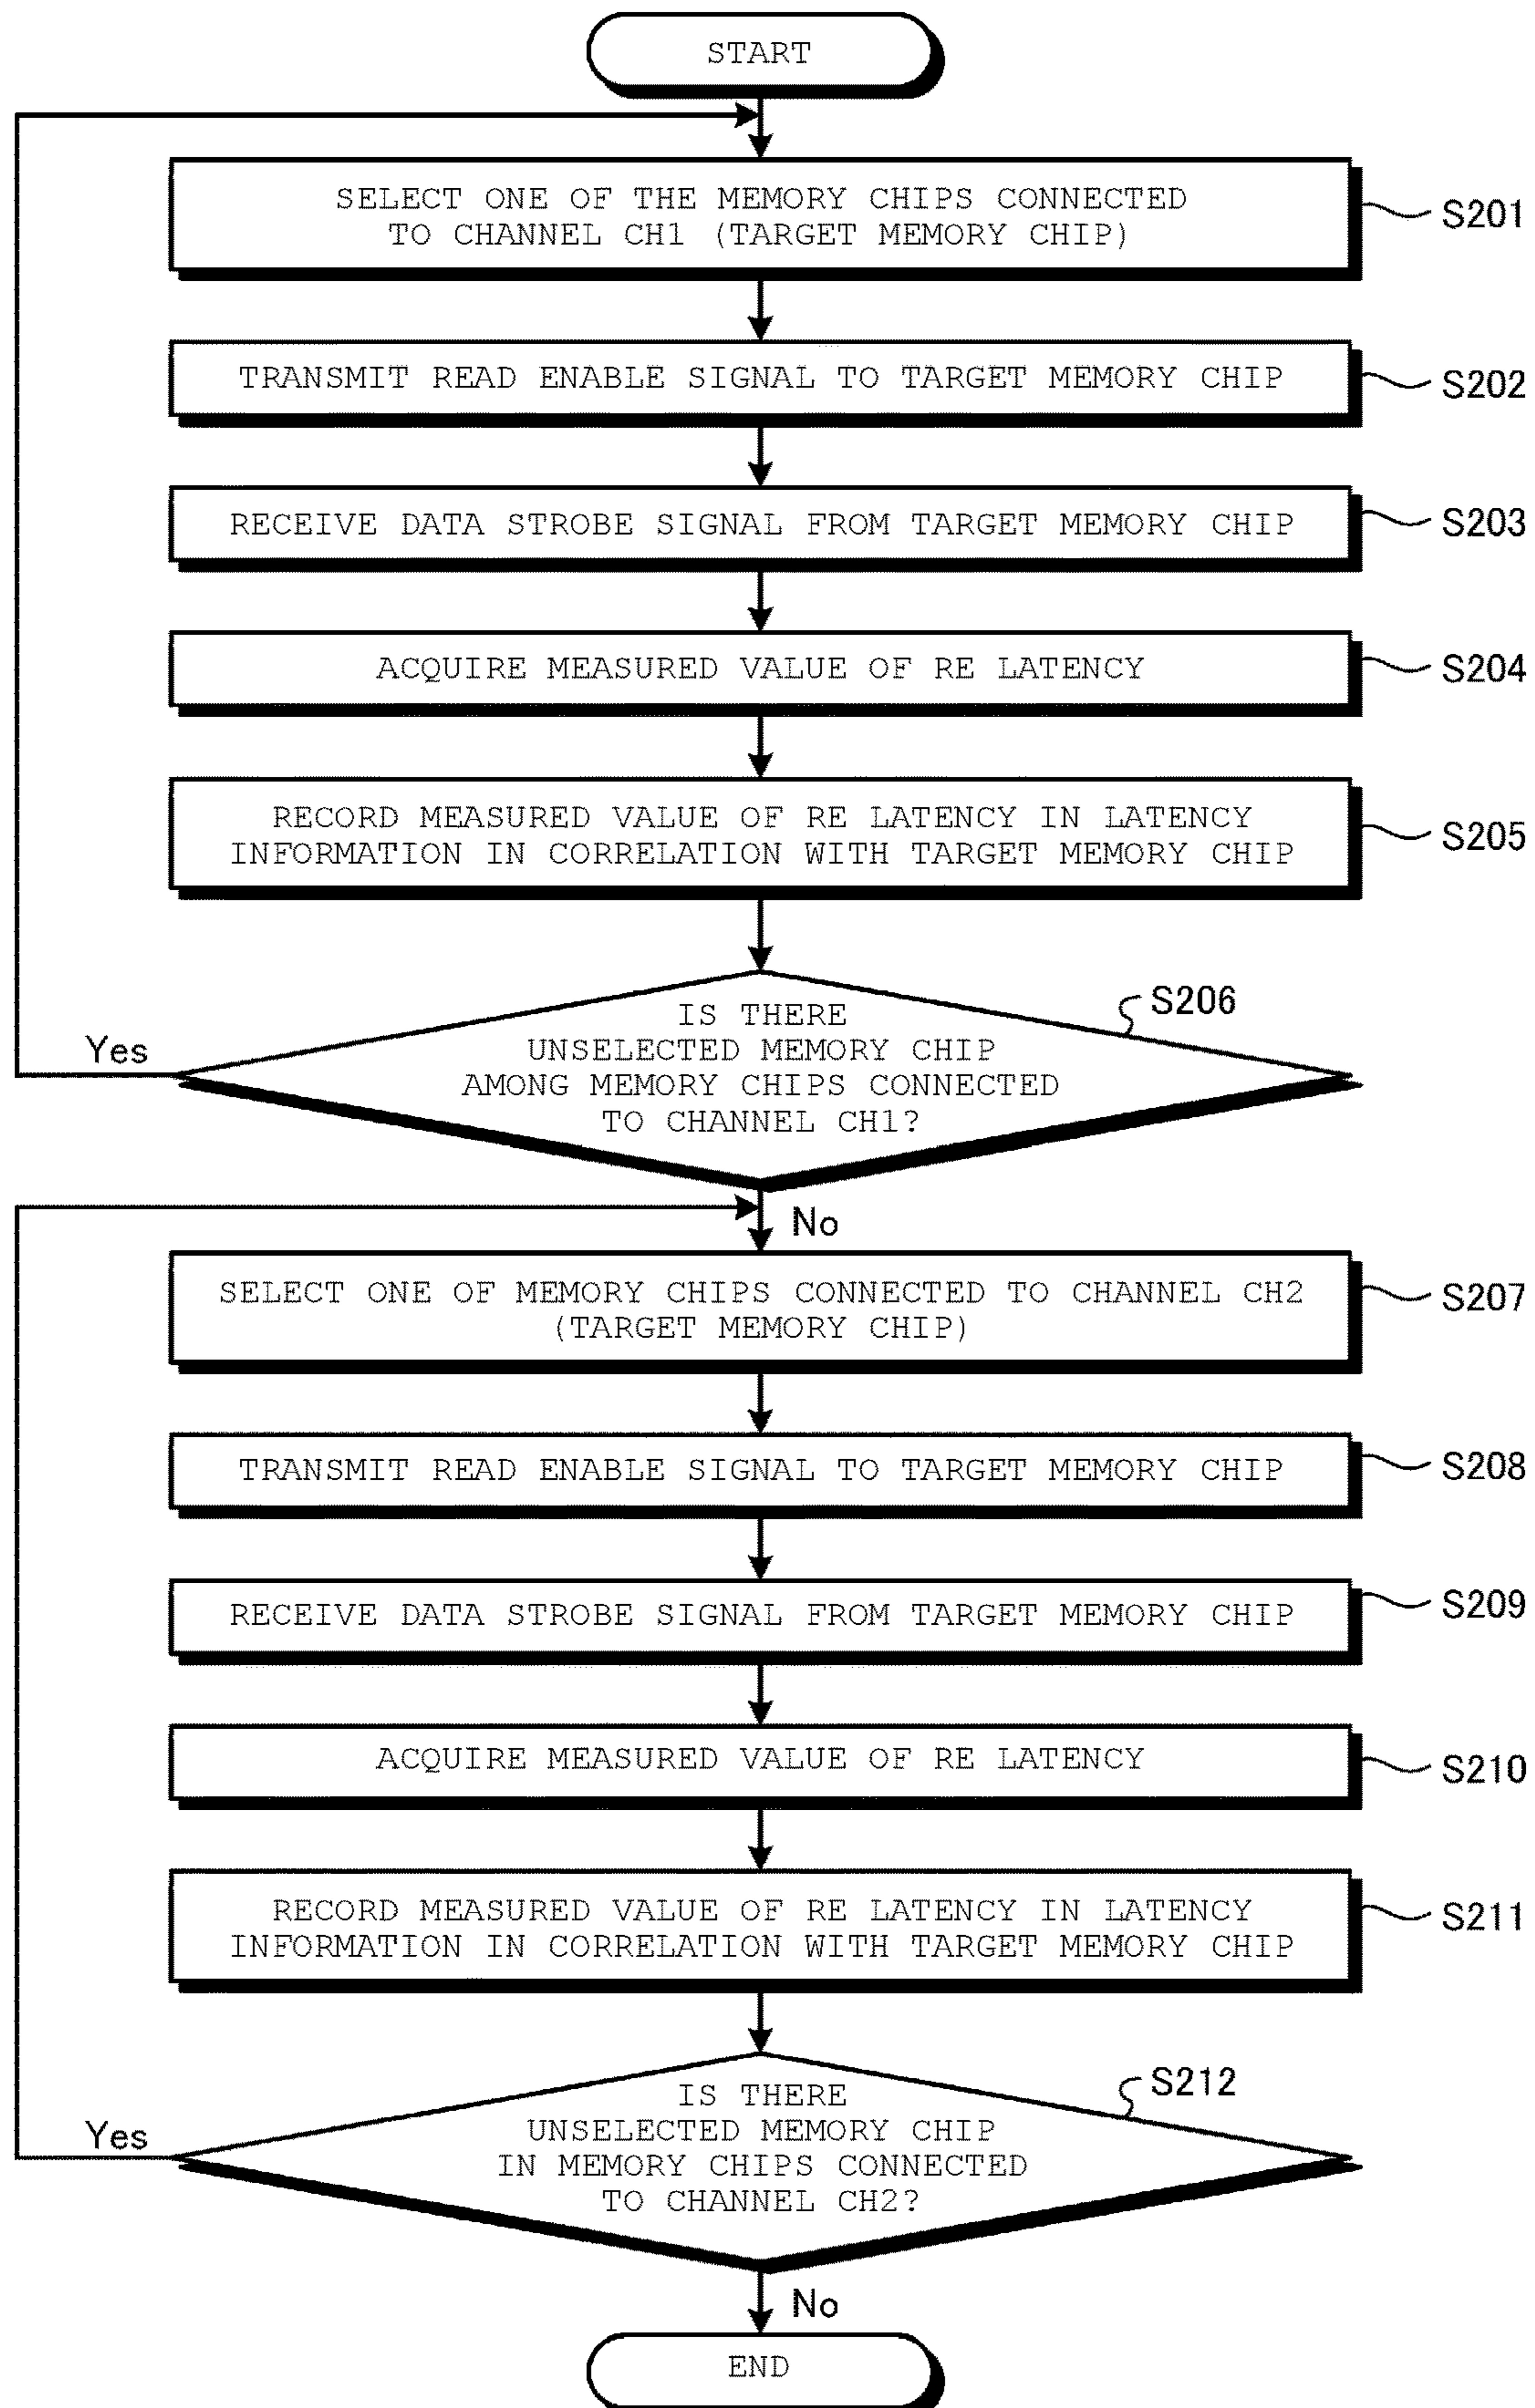 START
SELECT ONE OF THE MEMORY CHIPS CONNECTED
TO CHANNEL CH1 (TARGET MEMORY CHIP)
S201
TRANSMIT READ ENABLE SIGNAL TO TARGET MEMORY CHIP
S202
RECEIVE DATA STROBE SIGNAL FROM TARGET MEMORY CHIP
S203
ACQUIRE MEASURED VALUE OF RE LATENCY
S204
RECORD MEASURED VALUE OF RE LATENCY IN LATENCY
INFORMATION IN CORRELATION WITH TARGET MEMORY CHIP
S205
IS THERE
UNSELECTED MEMORY CHIP
AMONG MEMORY CHIPS CONNECTED
TO CHANNEL CH1?
S206
Yes
No
SELECT ONE OF MEMORY CHIPS CONNECTED TO CHANNEL CH2
(TARGET MEMORY CHIP)
S207
TRANSMIT READ ENABLE SIGNAL TO TARGET MEMORY CHIP
S208
RECEIVE DATA STROBE SIGNAL FROM TARGET MEMORY CHIP
S209
ACQUIRE MEASURED VALUE OF RE LATENCY
S210
RECORD MEASURED VALUE OF RE LATENCY IN LATENCY
INFORMATION IN CORRELATION WITH TARGET MEMORY CHIP
S211
IS THERE
UNSELECTED MEMORY CHIP
IN MEMORY CHIPS CONNECTED
TO CHANNEL CH2?
S212
Yes
No
END